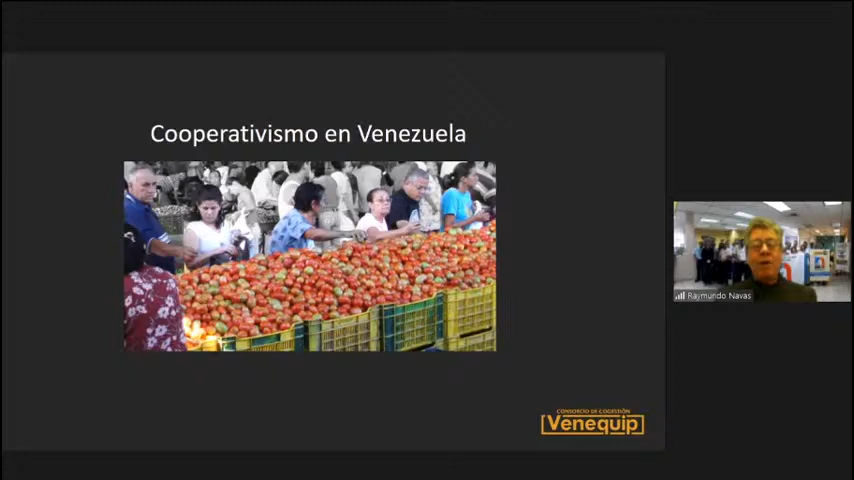 Cooperativismo en Venezuela
Raymundo Navas
CONSORCIO DE COGESTIÓN
Venequip